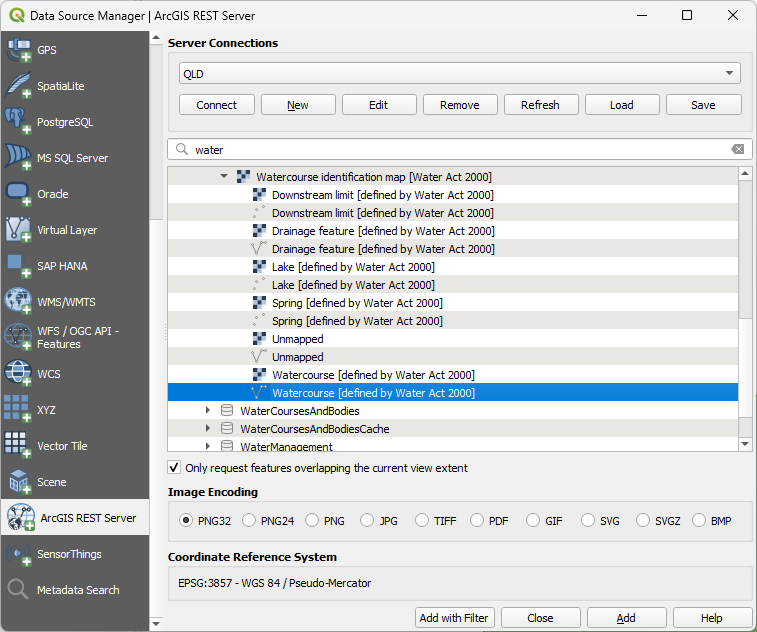 Data Source Manager | ArcGIS REST Server
GPS
SpatiaLite
PostgreSQL
MS SQL Server
Oracle
Virtual Layer
SAP HANA
WMS/WMTS
WFS / OGC API -
Features
WCS
XYZ
Vector Tile
Scene
ArcGIS REST Server
SensorThings
Metadata Search
Server Connections
QLD
Connect New Edit Remove Refresh Load Save
water
Watercourse identification map [Water Act 2000]
Downstream limit [defined by Water Act 2000]
Downstream limit [defined by Water Act 2000]
Drainage feature [defined by Water Act 2000]
Drainage feature [defined by Water Act 2000]
Lake [defined by Water Act 2000]
Lake [defined by Water Act 2000]
Spring [defined by Water Act 2000]
Spring [defined by Water Act 2000]
Unmapped
Unmapped
Watercourse [defined by Water Act 2000]
Watercourse [defined by Water Act 2000]
WaterCoursesAndBodies
WaterCoursesAndBodiesCache
WaterManagement
Only request features overlapping the current view extent
Image Encoding
PNG32 PNG24 PNG JPG TIFF PDF GIF SVG SVGZ BMP
Coordinate Reference System
EPSG:3857 - WGS 84 / Pseudo-Mercator
Add with Filter Close Add Help